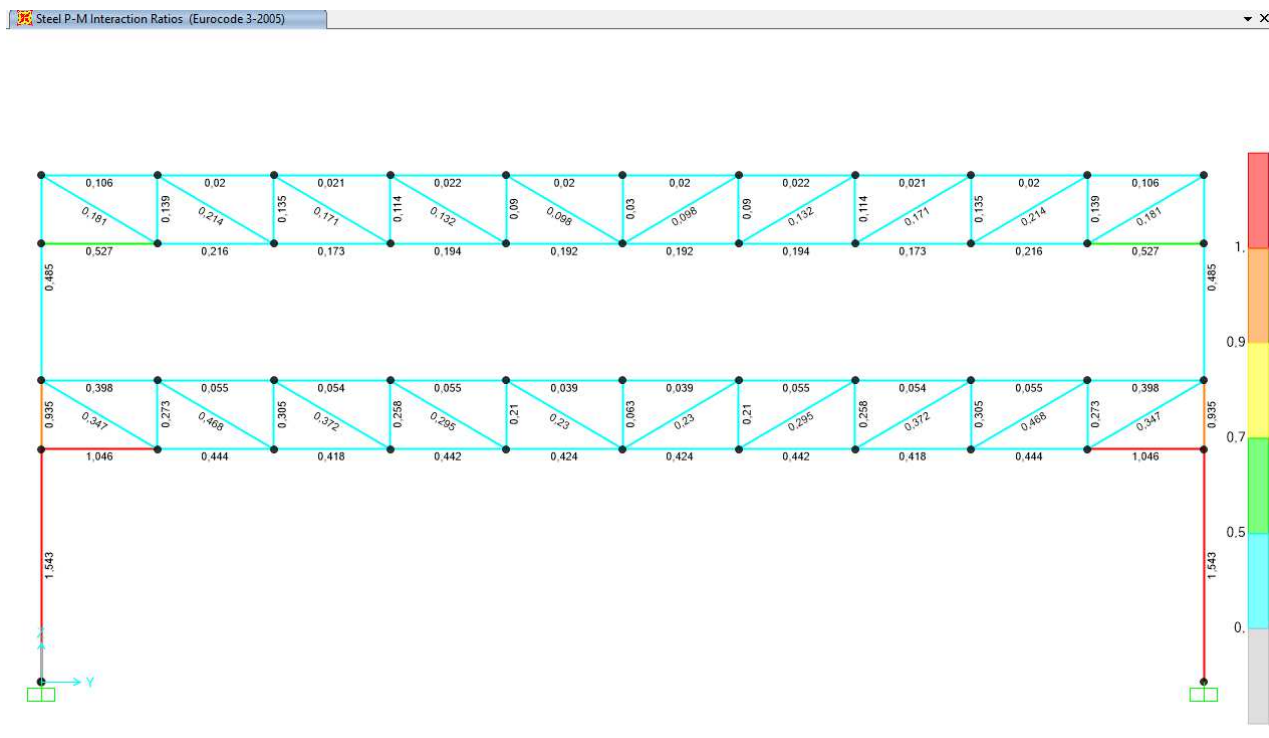 Steel P-M Interaction Ratios (Eurocode 3-2005)
0,106 0,02 0,021 0,022 0,02 0,02 0,022 0,021 0,02 0,106
0,181 0,139 0,214 0,135 0,171 0,114 0,132 0,09 0,098 0,03 0,098 0,09 0,132 0,114 0,171 0,135 0,214 0,139 0,181
0,527 0,216 0,173 0,194 0,192 0,192 0,194 0,173 0,216 0,527
0,485 0,485
0,398 0,055 0,054 0,055 0,039 0,039 0,055 0,054 0,055 0,398
0,935 0,347 0,273 0,468 0,305 0,372 0,258 0,295 0,21 0,23 0,063 0,23 0,21 0,295 0,258 0,372 0,305 0,468 0,273 0,347 0,935
1,046 0,444 0,418 0,442 0,424 0,424 0,442 0,418 0,444 1,046
1,543 1,543
Y
1,
0,9
0,7
0,5
0,